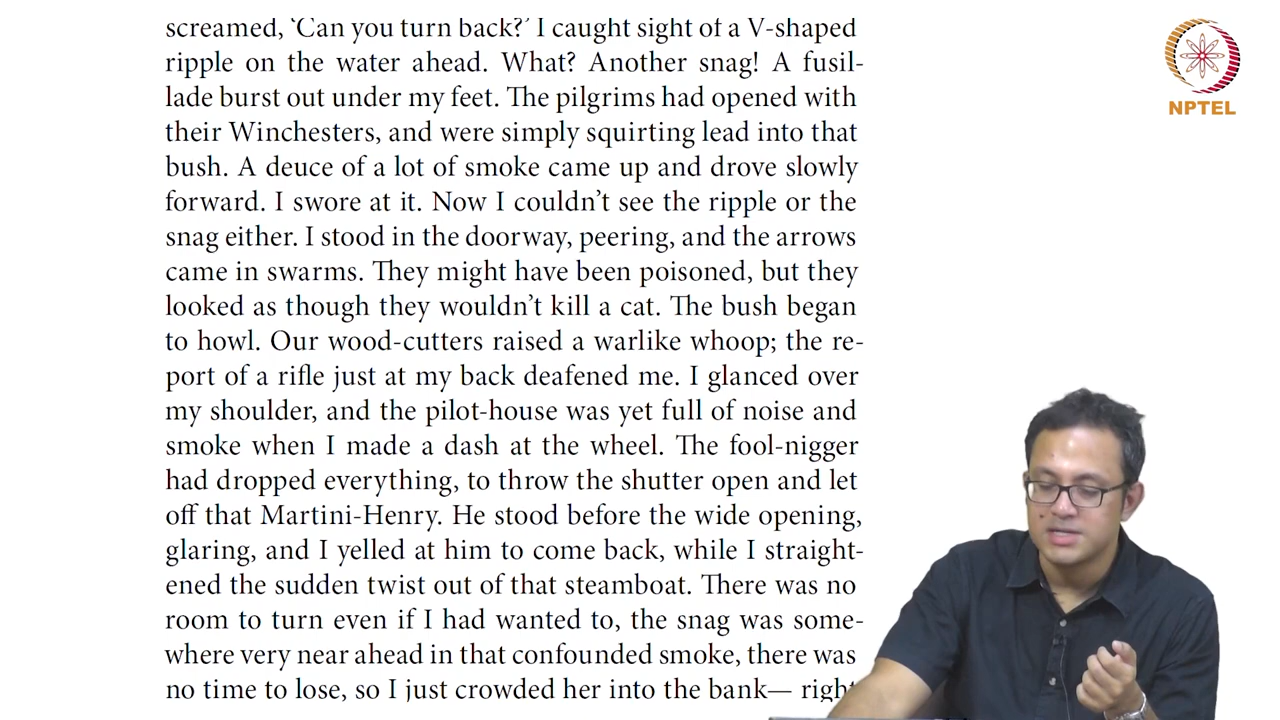 screamed, ‘Can you turn back?’ I caught sight of a V-shaped
ripple on the water ahead. What? Another snag! A fusil-
lade burst out under my feet. The pilgrims had opened with
their Winchesters, and were simply squirting lead into that
bush. A deuce of a lot of smoke came up and drove slowly
forward. I swore at it. Now I couldn’t see the ripple or the
snag either. I stood in the doorway, peering, and the arrows
came in swarms. They might have been poisoned, but they
looked as though they wouldn’t kill a cat. The bush began
to howl. Our wood-cutters raised a warlike whoop; the re-
port of a rifle just at my back deafened me. I glanced over
my shoulder, and the pilot-house was yet full of noise and
smoke when I made a dash at the wheel. The fool-nigger
had dropped everything, to throw the shutter open and let
off that Martini-Henry. He stood before the wide opening,
glaring, and I yelled at him to come back, while I straight-
ened the sudden twist out of that steamboat. There was no
room to turn even if I had wanted to, the snag was some-
where very near ahead in that confounded smoke, there was
no time to lose, so I just crowded her into the bank— right
NPTEL